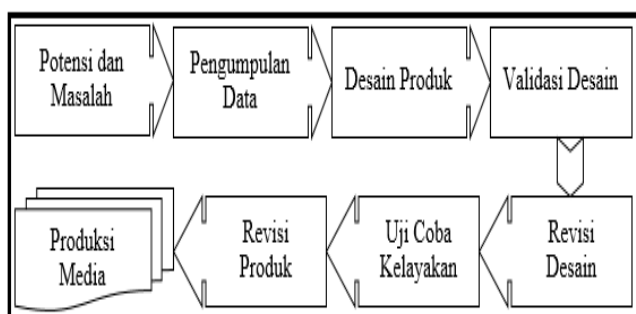 Potensi dan
Masalah
Pengumpulan
Data
Desain Produk
Validasi Desain
Revisi
Desain
Uji Coba
Kelayakan
Revisi
Produk
Produksi
Media